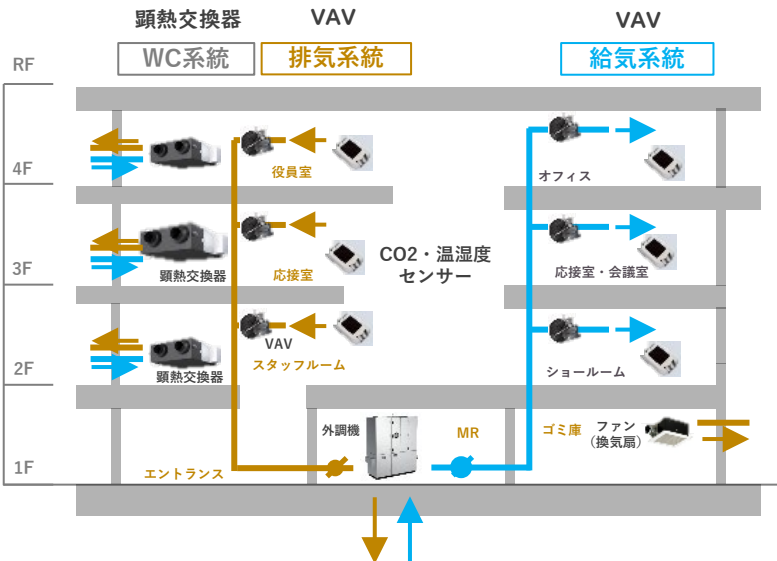 顕熱交換器
VAV
VAV
WC系統
排気系統
給気系統
RF
4F
役員室
オフィス
3F
顕熱交換器
応接室
CO2・温湿度
センサー
応接室・会議室
2F
顕熱交換器
VAV
スタッフルーム
ショールーム
1F
エントランス
外調機
MR
ゴミ庫
ファン
（換気扇）